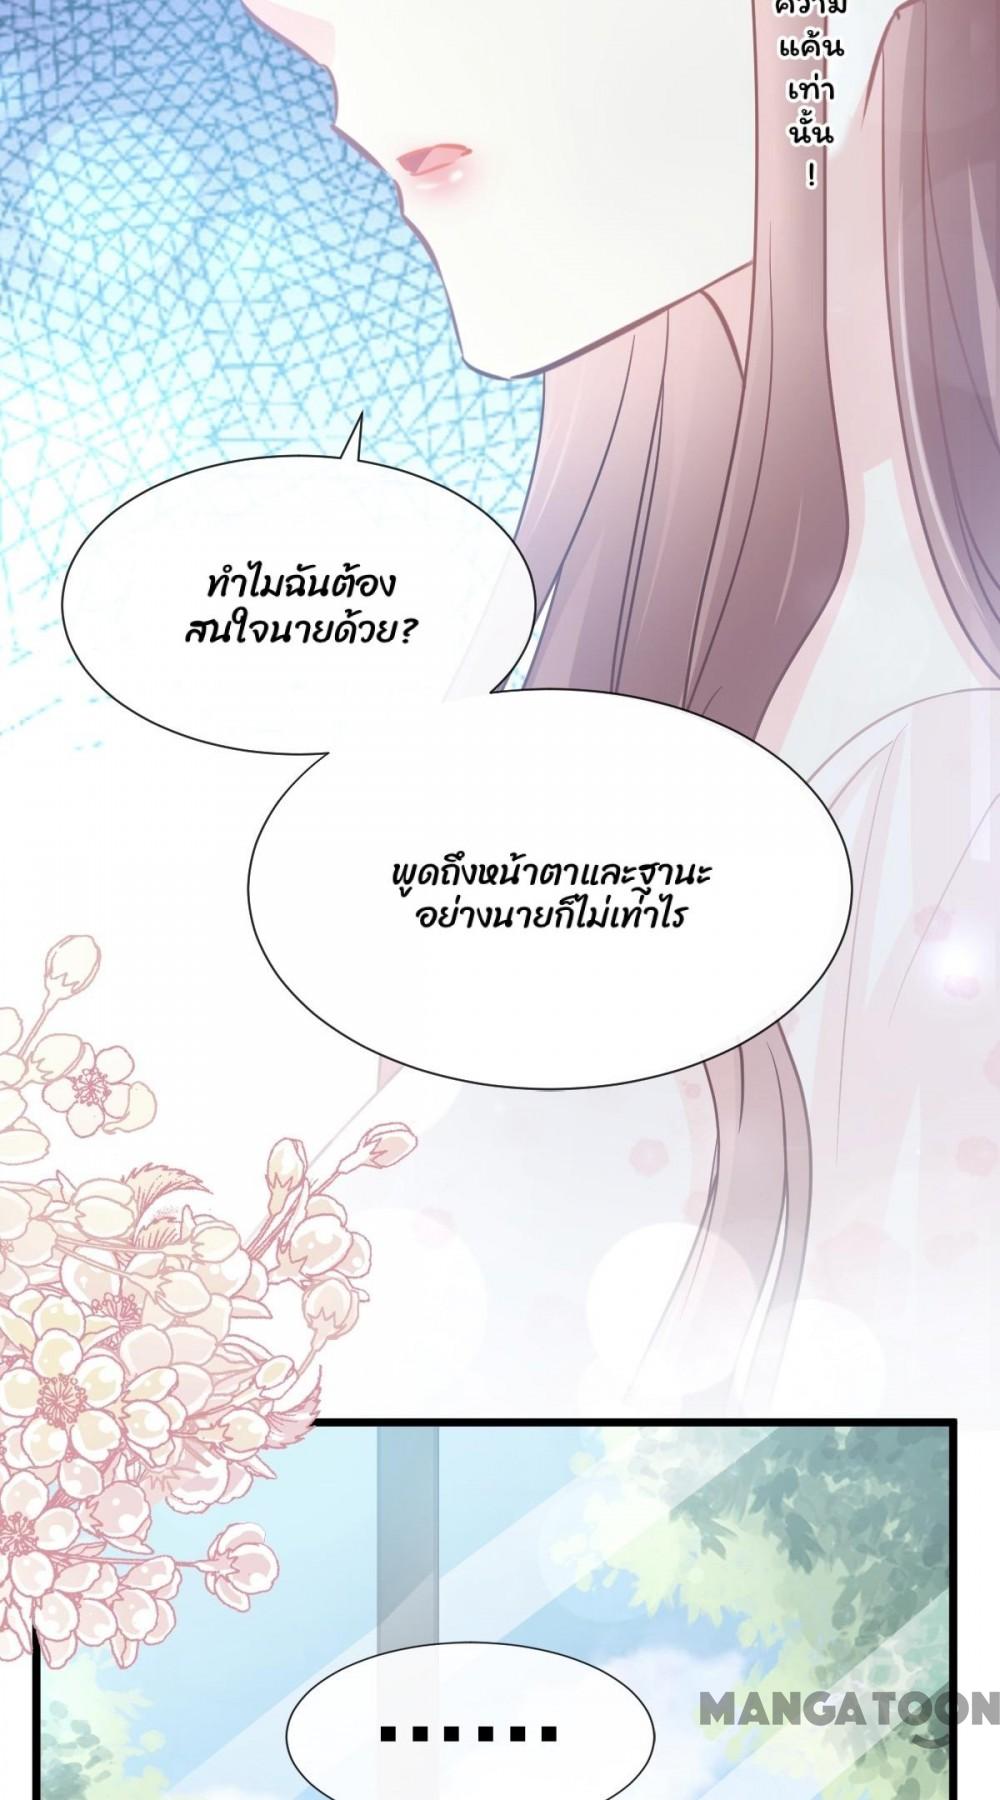 ความ
แค้น
เท่า
นั้น
!
ทำไมฉันต้อง
สนใจนายด้วย?
พูดถึงหน้าตาและฐานะ
อย่างนายก็ไม่เท่าไร
......
MANGATOON